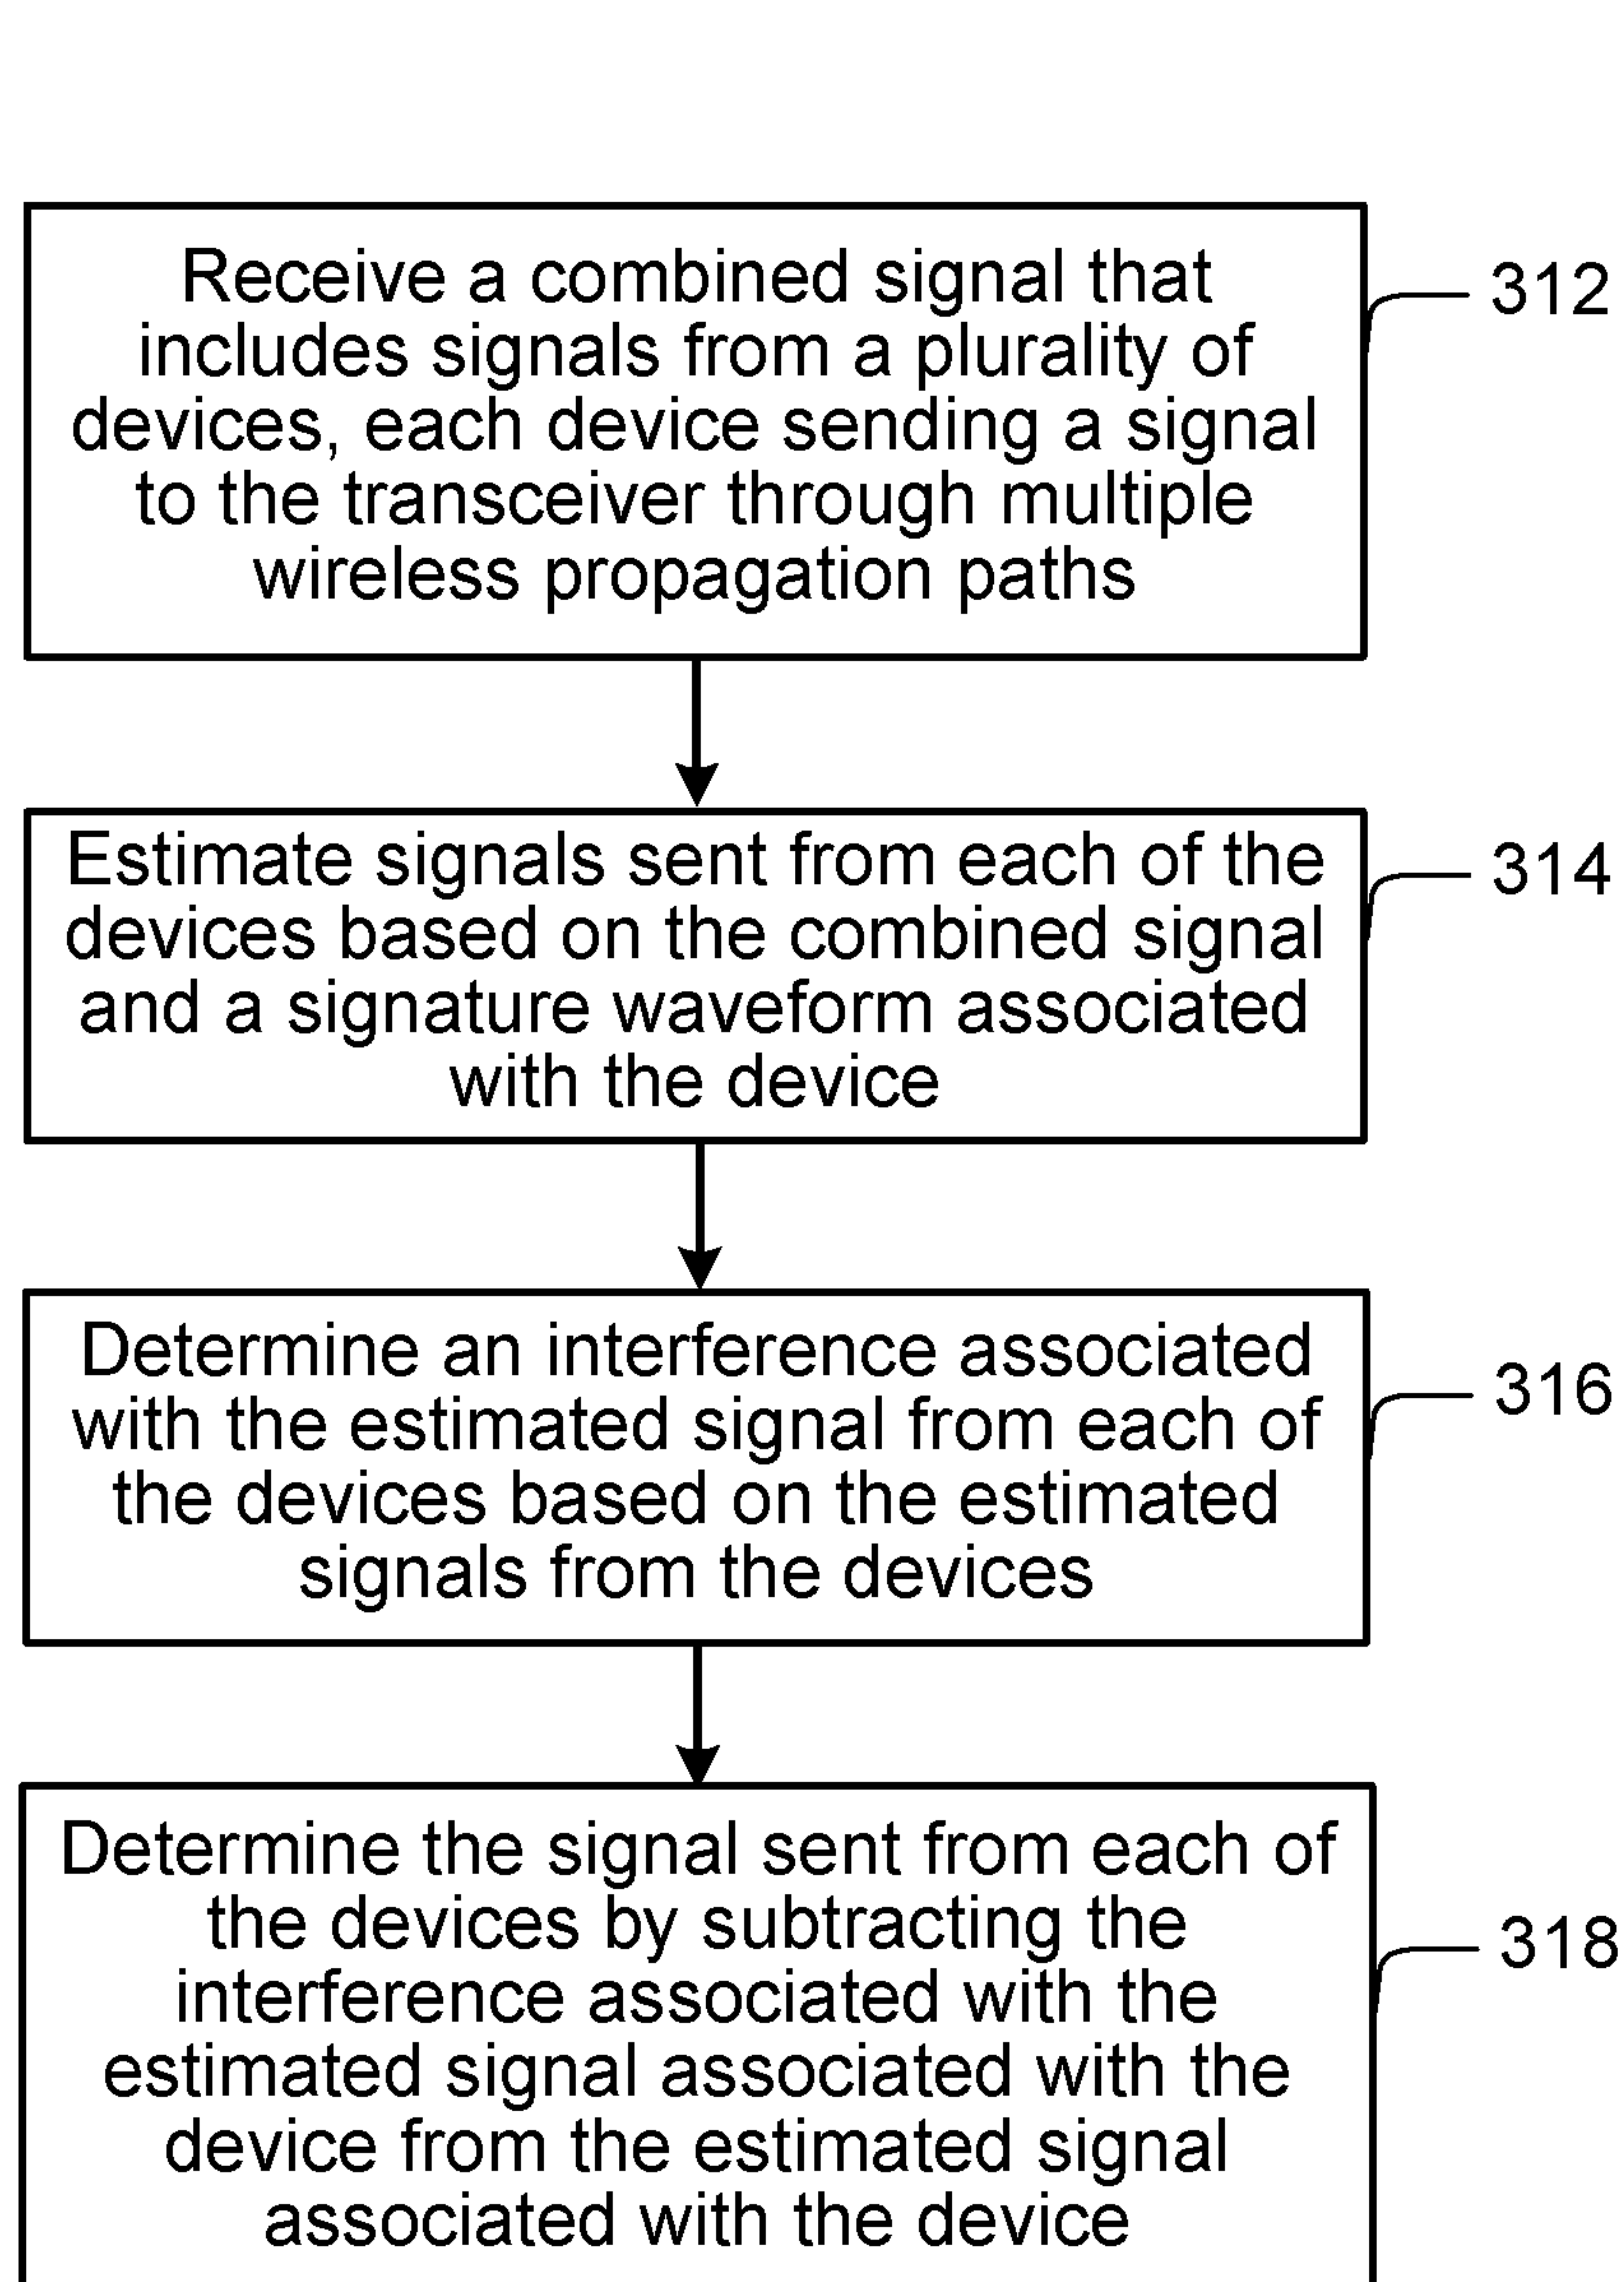 Receive a combined signal that
includes signals from a plurality of
devices, each device sending a signal
to the transceiver through multiple
wireless propagation paths
312
Estimate signals sent from each of the
devices based on the combined signal
and a signature waveform associated
with the device
314
Determine an interference associated
with the estimated signal from each of
the devices based on the estimated
signals from the devices
316
Determine the signal sent from each of
the devices by subtracting the
interference associated with the
estimated signal associated with the
device from the estimated signal
associated with the device
318